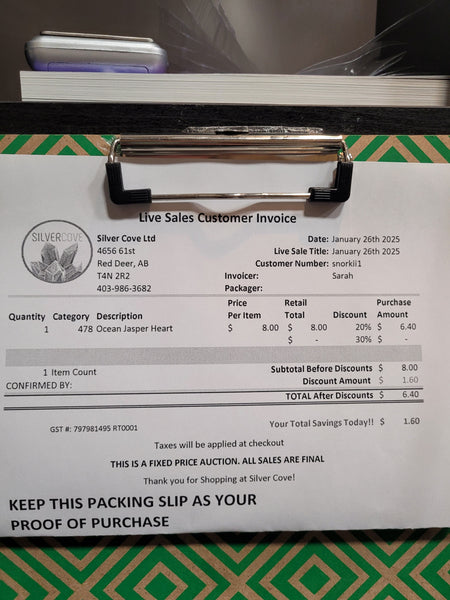 Live Sales Customer Invoice
SILVERCOVE
Silver Cove Ltd
4656 61st
Red Deer, AB
T4N 2R2
403-986-3682
Date: January 26th 2025
Live Sale Title: January 26th 2025
Customer Number: snorkii1
Invoicer: Sarah
Packager:
Quantity Category Description Price Per Item Retail Total Discount Purchase Amount
1 478 Ocean Jasper Heart $ 8.00 $ 8.00 20% $ 6.40
$ - 30% $ -
1 Item Count Subtotal Before Discounts $ 8.00
CONFIRMED BY: Discount Amount $ 1.60
TOTAL After Discounts $ 6.40
GST #: 797981495 RT0001 Your Total Savings Today!! $ 1.60
Taxes will be applied at checkout
THIS IS A FIXED PRICE AUCTION. ALL SALES ARE FINAL
Thank you for Shopping at Silver Cove!
KEEP THIS PACKING SLIP AS YOUR
PROOF OF PURCHASE